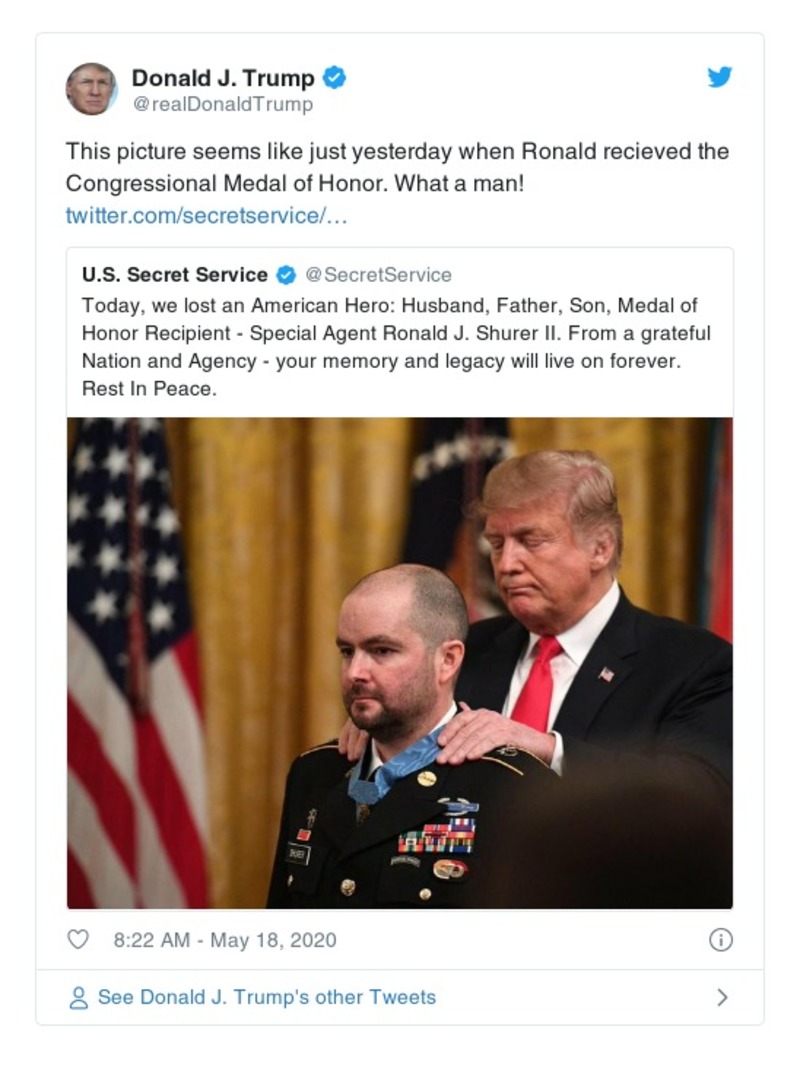 Donald J. Trump
@realDonaldTrump
This picture seems like just yesterday when Ronald recieved the
Congressional Medal of Honor. What a man!
twitter.com/secretservice/…
U.S. Secret Service @SecretService
Today, we lost an American Hero: Husband, Father, Son, Medal of
Honor Recipient - Special Agent Ronald J. Shurer II. From a grateful
Nation and Agency - your memory and legacy will live on forever.
Rest In Peace.
SHURER
8:22 AM - May 18, 2020
See Donald J. Trump's other Tweets